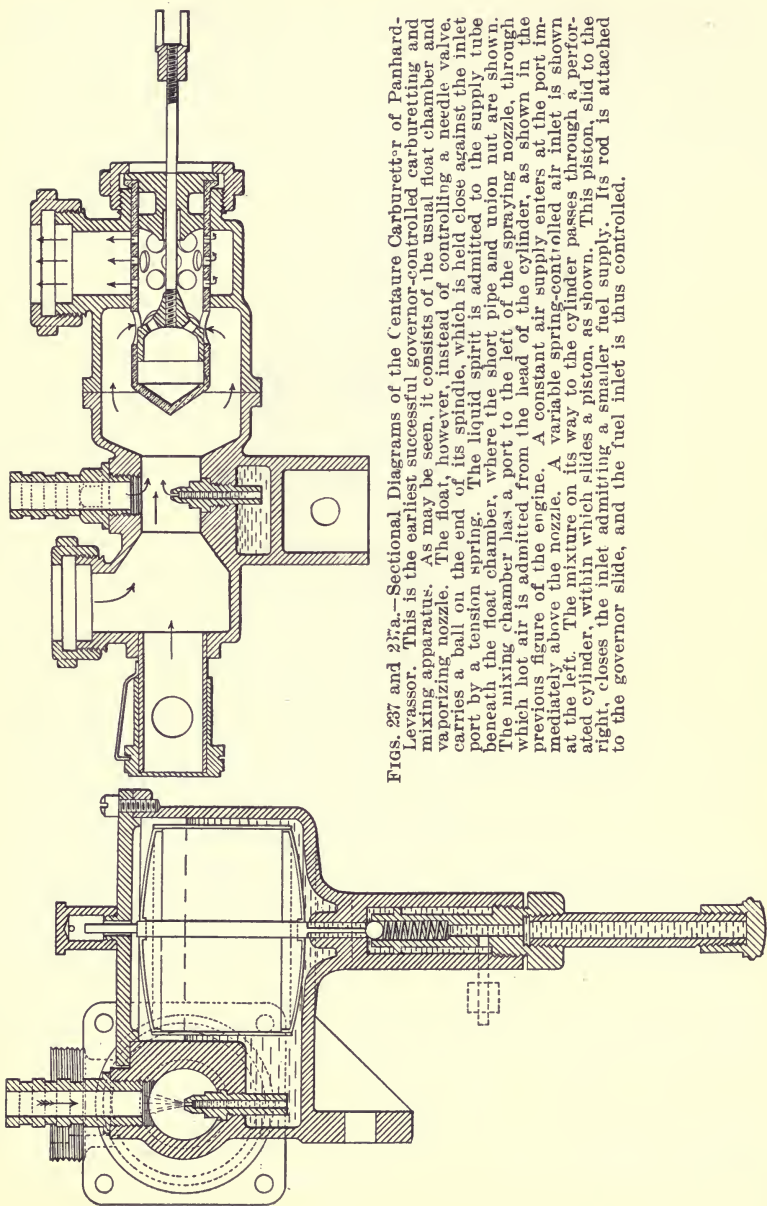 FIGS. 237 and 237a.—Sectional Diagrams of the Centaure Carburettor of Panhard-
Levassor. This is the earliest successful governor-controlled carburetting and
mixing apparatus. As may be seen, it consists of the usual float chamber and
vaporizing nozzle. The float, however, instead of controlling a needle valve,
carries a ball on the end of its spindle, which is held close against the inlet
port by a tension spring. The liquid spirit is admitted to the supply tube
beneath the float chamber, where the short pipe and union nut are shown.
The mixing chamber has a port to the left of the spraying nozzle, through
which hot air is admitted from the head of the cylinder, as shown in the
previous figure of the engine. A constant air supply enters at the port im-
mediately above the nozzle. A variable spring-controlled air inlet is shown
at the left. The mixture on its way to the cylinder passes through a perfor-
ated cylinder, within which slides a piston, as shown. This piston, slid to the
right, closes the inlet admitting a smaller fuel supply. Its rod is attached
to the governor slide, and the fuel inlet is thus controlled.